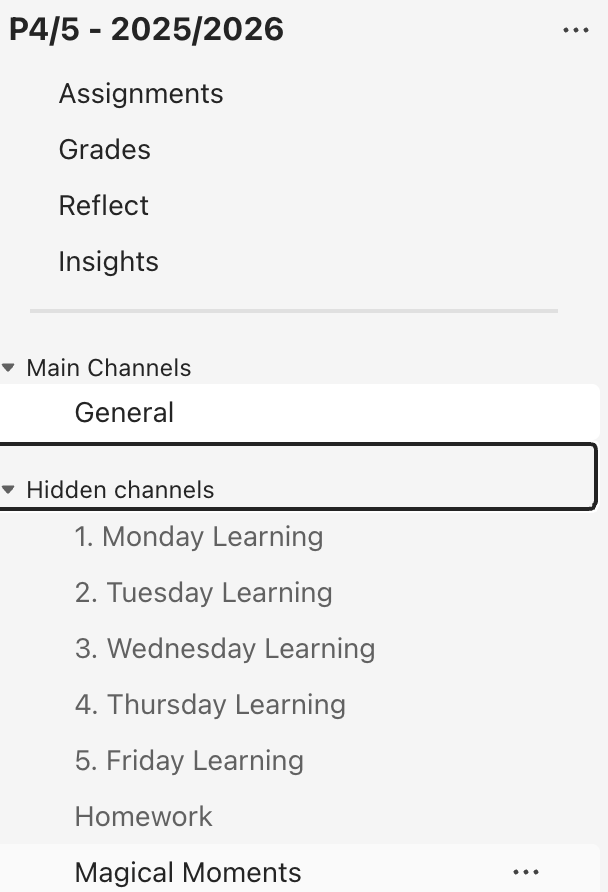 P4/5 - 2025/2026
Assignments
Grades
Reflect
Insights
Main Channels
General
Hidden channels
1. Monday Learning
2. Tuesday Learning
3. Wednesday Learning
4. Thursday Learning
5. Friday Learning
Homework
Magical Moments